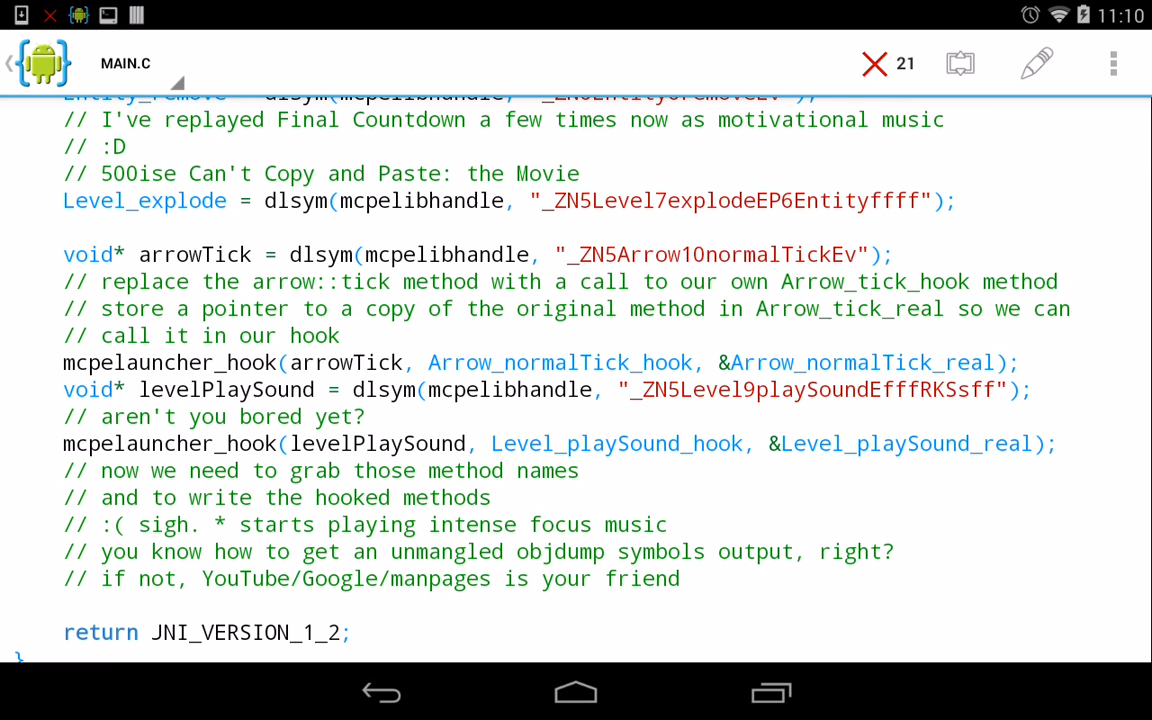 11:10
MAIN.C
21
Entity_remove = dlsym(mcpelibhandle, "_ZN6Entity6removeEv");
// I've replayed Final Countdown a few times now as motivational music
// :D
// 500ise Can't Copy and Paste: the Movie
Level_explode = dlsym(mcpelibhandle, "_ZN5Level7explodeEP6Entityffff");
void* arrowTick = dlsym(mcpelibhandle, "_ZN5Arrow10normalTickEv");
// replace the arrow::tick method with a call to our own Arrow_tick_hook method
// store a pointer to a copy of the original method in Arrow_tick_real so we can
// call it in our hook
mcpelauncher_hook(arrowTick, Arrow_normalTick_hook, &Arrow_normalTick_real);
void* levelPlaySound = dlsym(mcpelibhandle, "_ZN5Level9playSoundEfffRKSsff");
// aren't you bored yet?
mcpelauncher_hook(levelPlaySound, Level_playSound_hook, &Level_playSound_real);
// now we need to grab those method names
// and to write the hooked methods
// :( sigh. * starts playing intense focus music
// you know how to get an unmangled objdump symbols output, right?
// if not, YouTube/Google/manpages is your friend
return JNI_VERSION_1_2;
}